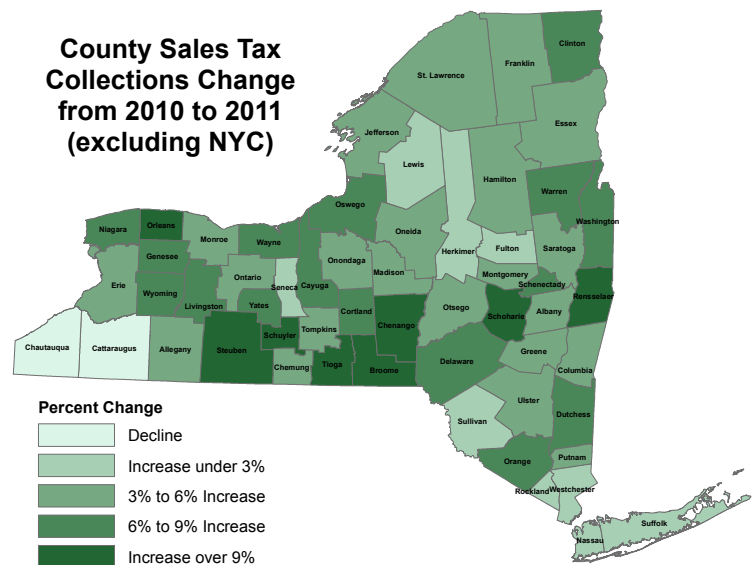 County Sales Tax
Collections Change
from 2010 to 2011
(excluding NYC)
Clinton
Franklin
St. Lawrence
Essex
Jefferson
Lewis
Hamilton
Warren
Oswego
Washington
Orleans
Niagara
Oneida
Monroe
Wayne
Fulton
Saratoga
Herkimer
Genesee
Onondaga
Madison
Montgomery
Ontario
Seneca
Cayuga
Schenectady
Erie
Wyoming
Rensselaer
Livingston
Yates
Cortland
Otsego
Albany
Chenango
Schoharie
Tompkins
Schuyler
Chautauqua
Cattaraugus
Allegany
Steuben
Greene
Chemung
Tioga
Broome
Delaware
Columbia
Ulster
Percent Change
Dutchess
Sullivan
Decline
Putnam
Orange
Increase under 3%
Rockland
Westchester
3% to 6% Increase
6% to 9% Increase
Suffolk
Nassau
Increase over 9%